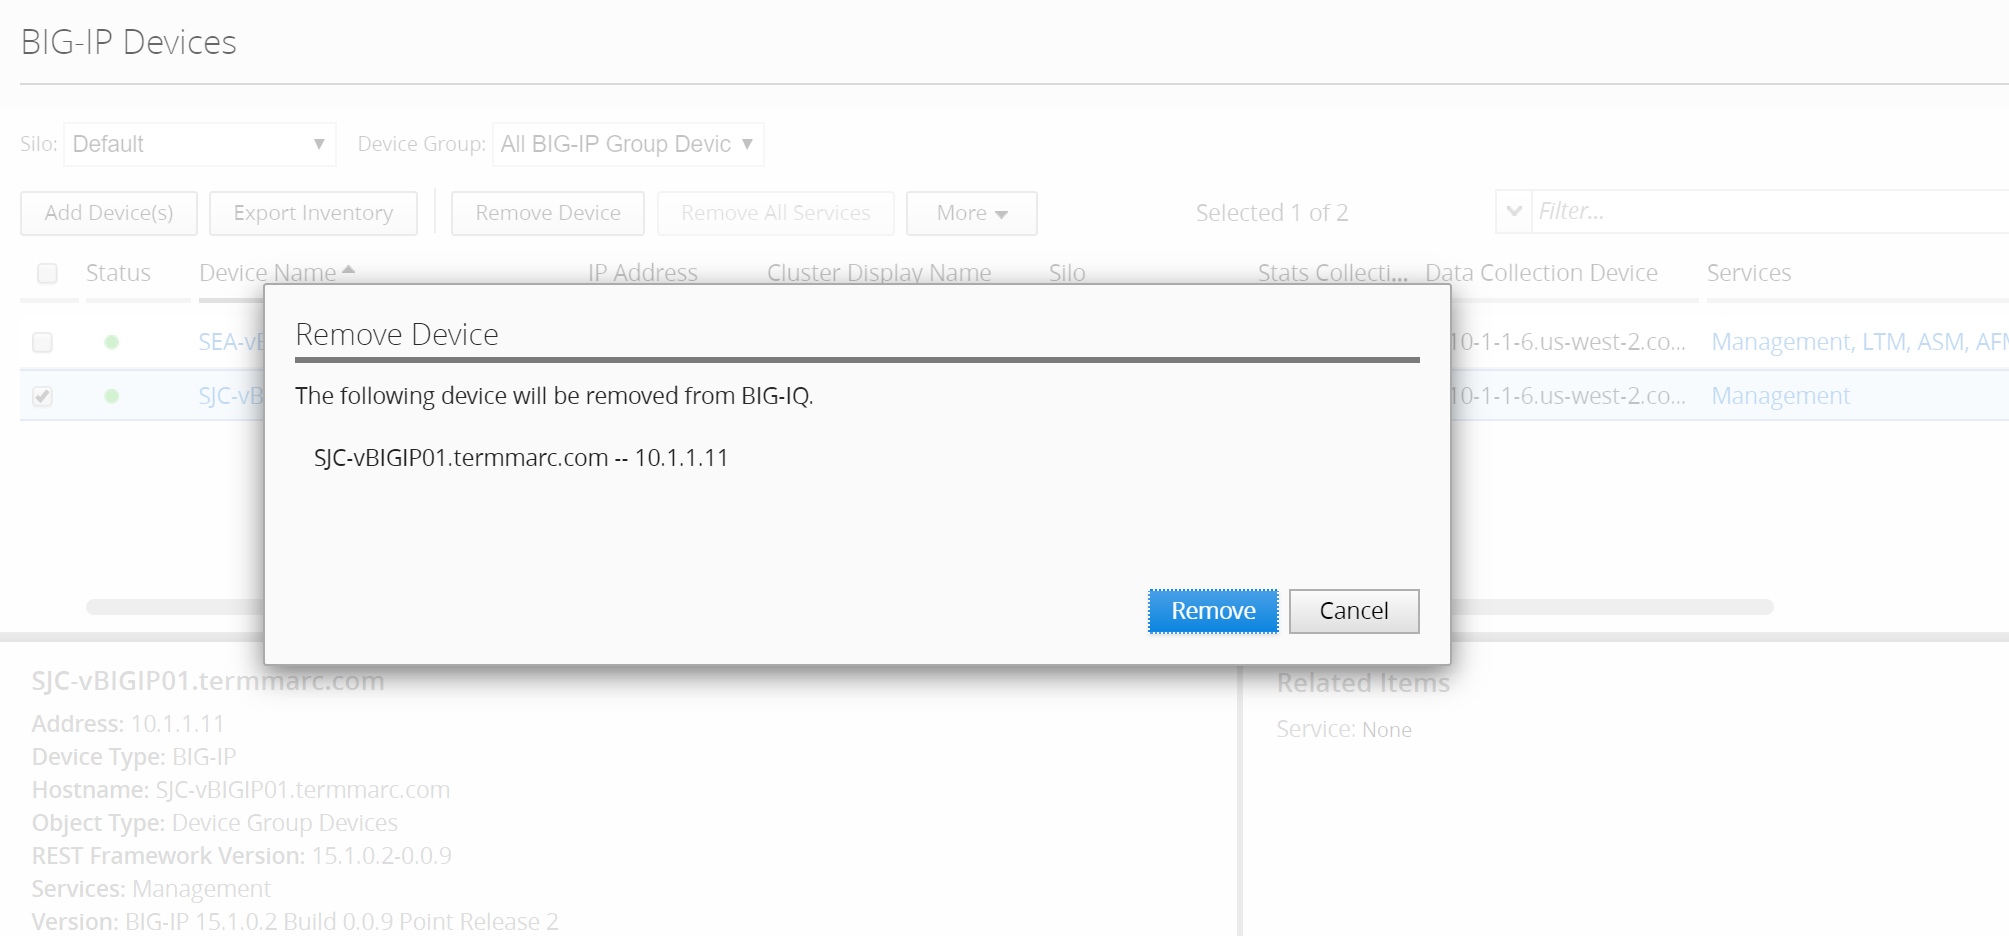 BIG-IP Devices
Silo: Default Device Group: All BIG-IP Group Devic
Add Device(s) Export Inventory Remove Device Remove All Services More Selected 1 of 2 Filter...
Status Device Name IP Address Cluster Display Name Silo Stats Collecti... Data Collection Device Services
SEA-vB 10-1-1-6.us-west-2.co... Management, LTM, ASM, AFM
SJC-vB 10-1-1-6.us-west-2.co... Management
Remove Device
The following device will be removed from BIG-IQ.
SJC-vBIGIP01.termmarc.com -- 10.1.1.11
Remove Cancel
SJC-vBIGIP01.termmarc.com
Address: 10.1.1.11
Device Type: BIG-IP
Hostname: SJC-vBIGIP01.termmarc.com
Object Type: Device Group Devices
REST Framework Version: 15.1.0.2-0.0.9
Services: Management
Version: BIG-IP 15.1.0.2 Build 0.0.9 Point Release 2
Related Items
Service: None